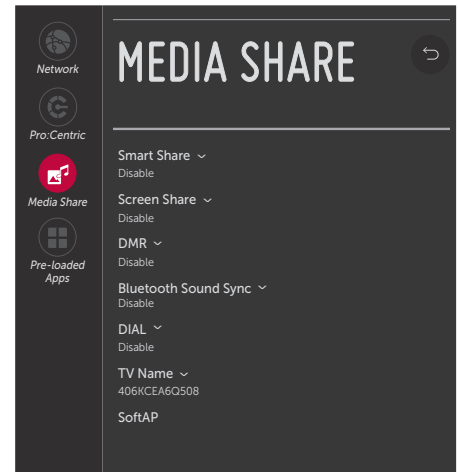 Network
Pro:Centric
Media Share
Pre-loaded
Apps
MEDIA SHARE
Smart Share
Disable
Screen Share
Disable
DMR
Disable
Bluetooth Sound Sync
Disable
DIAL
Disable
TV Name
406KCEA6Q508
SoftAP